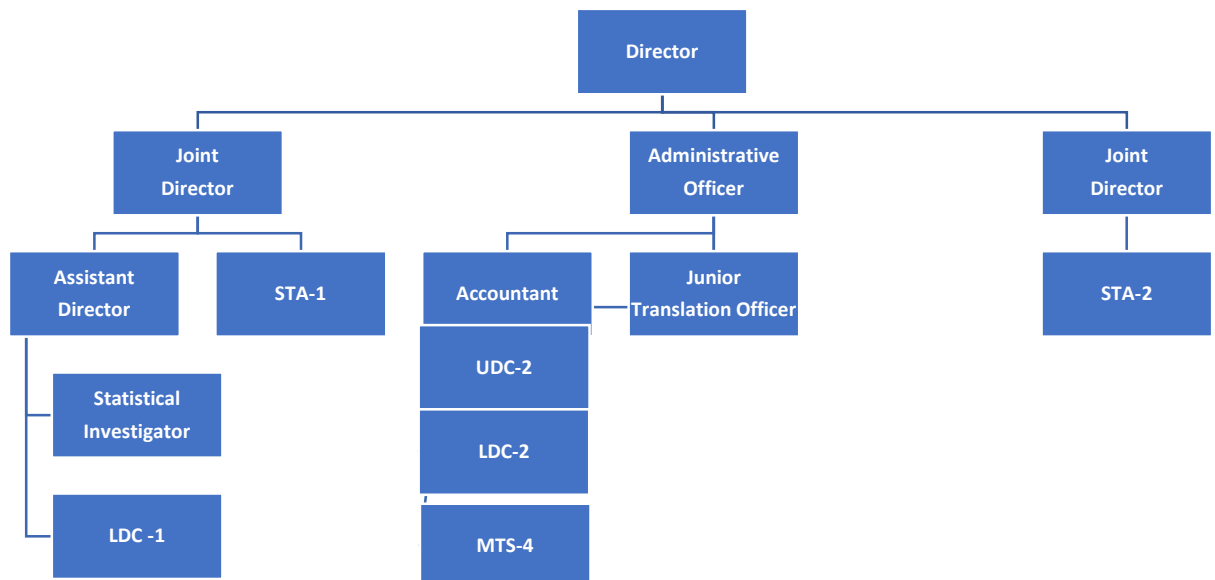 Director
Joint
Director
Administrative
Officer
Joint
Director
Assistant
Director
STA-1
Accountant
Junior
Translation Officer
STA-2
UDC-2
Statistical
Investigator
LDC-2
LDC -1
MTS-4